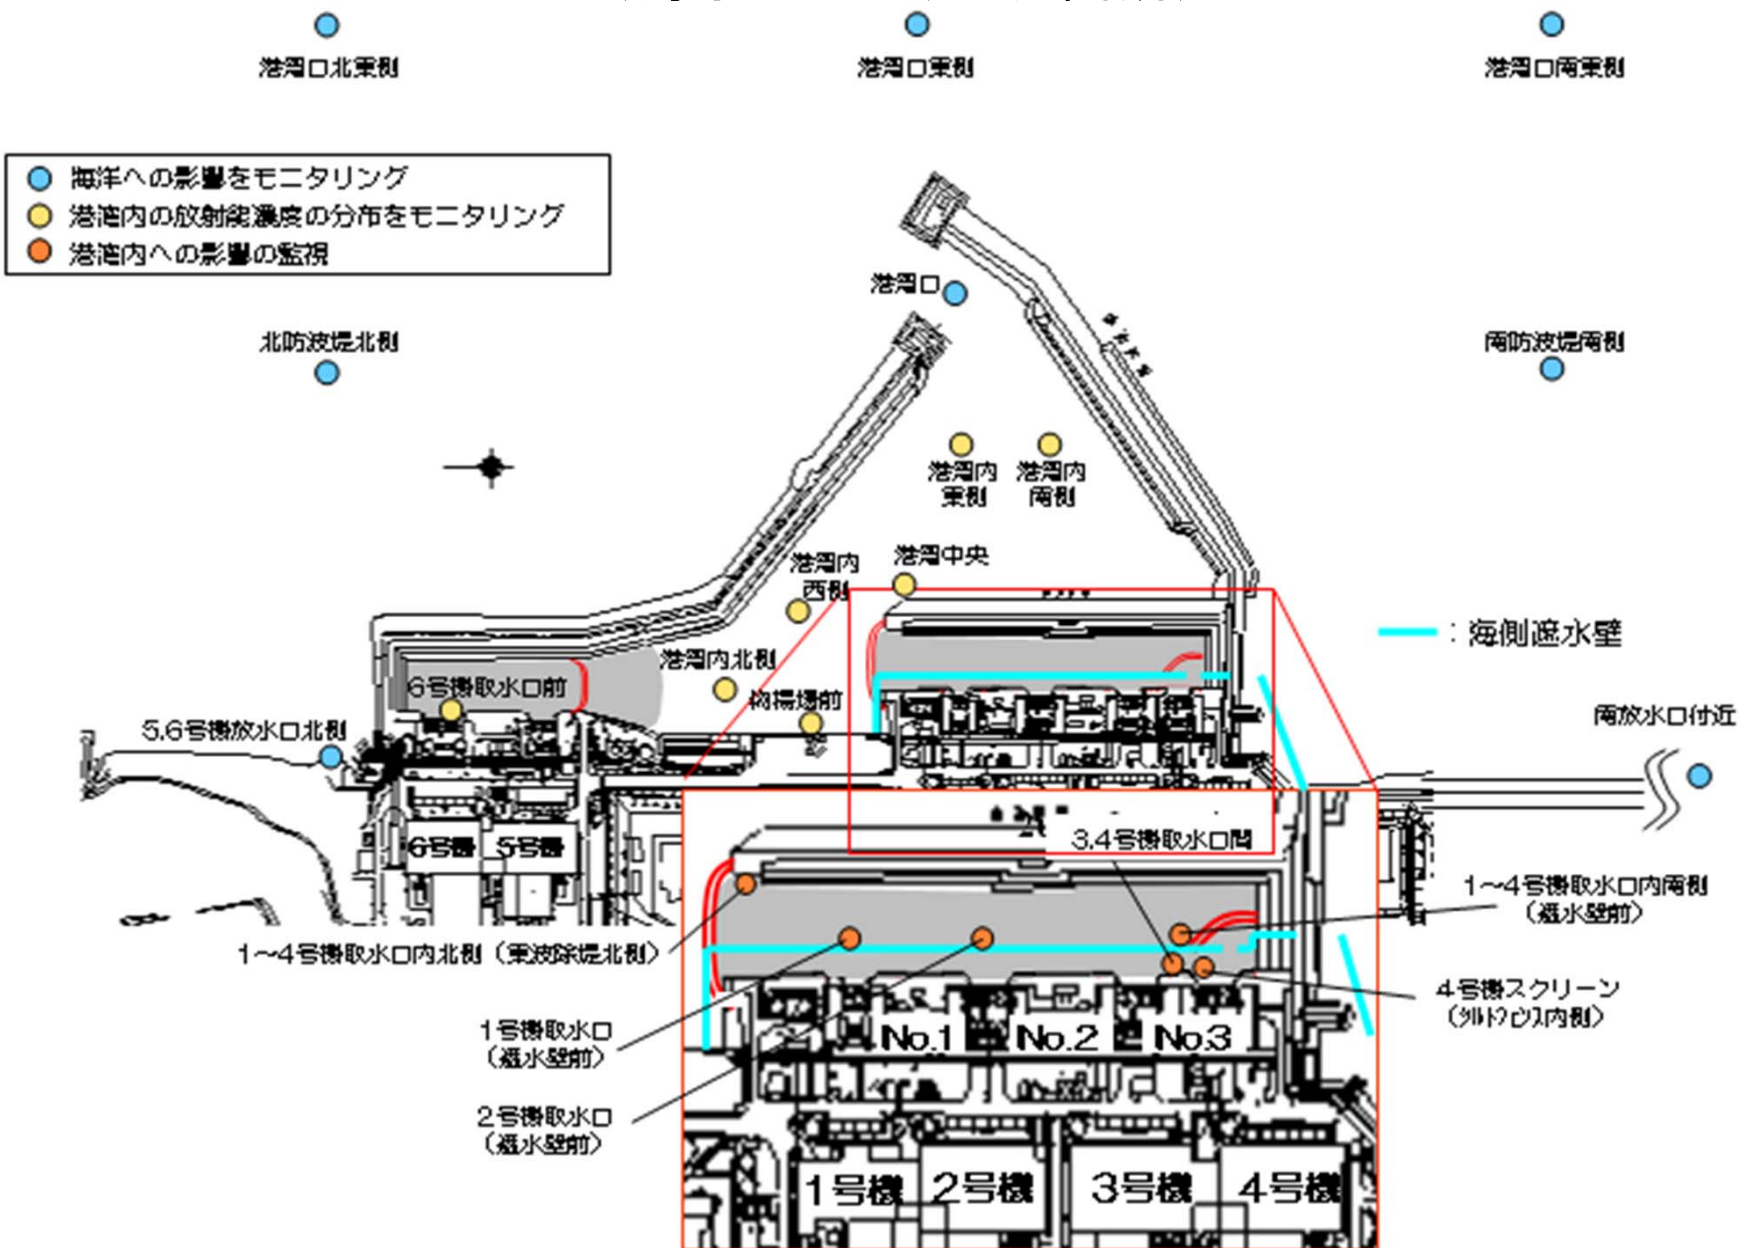 港湾口北東側
港湾口東側
港湾口南東側
海洋への影響をモニタリング
港湾内の放射能濃度の分布をモニタリング
港湾内への影響の監視
港湾口
北防波堤北側
南防波堤南側
港湾内
東側
港湾内
南側
港湾中央
港湾内
西側
:海側遮水壁
港湾内北側
6号機取水口前
物揚場前
南放水口付近
5.6号機放水口北側
3.4号機取水口間
6号機
5号機
1〜4号機取水口内南側
(遮水壁前)
1〜4号機取水口内北側(東波除堤北側)
4号機スクリーン
(シルトフェンス内側)
1号機取水口
(遮水壁前)
No.1
No.2
No.3
2号機取水口
(遮水壁前)
1号機
2号機
3号機
4号機